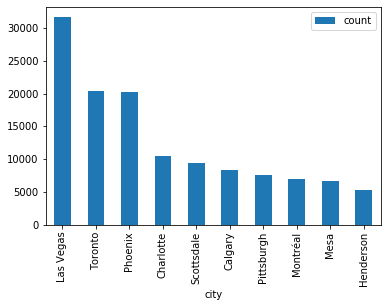 count
30000
25000
20000
15000
10000
5000
0
Las Vegas
Toronto
Phoenix
Charlotte
Scottsdale
Calgary
Pittsburgh
Montréal
Mesa
Henderson
city